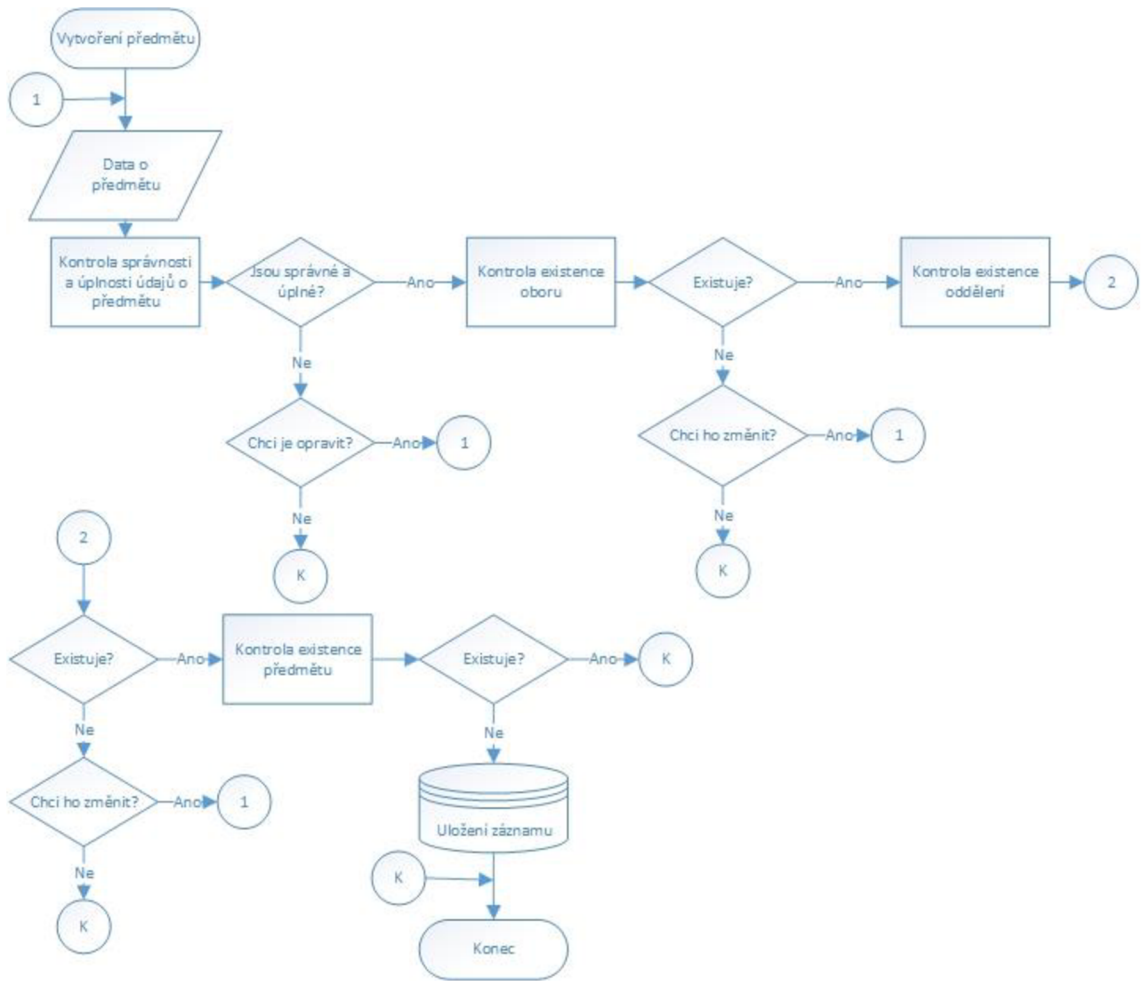 Vytvoření předmětu
1
Data o
předmětu
Kontrola správnosti
a úplnosti údajů o
předmětu
Jsou správné a
úplné?
Ano
Kontrola existence
oboru
Existuje?
Ano
Kontrola existence
oddělení
2
Ne
Ne
Chci je opravit?
Ano
1
Chci ho změnit?
Ano
1
Ne
K
Ne
K
2
Existuje?
Ano
Kontrola existence
předmětu
Existuje?
Ano
K
Ne
Ne
Chci ho změnit?
Ano
1
Uložení záznamu
Ne
K
K
Konec